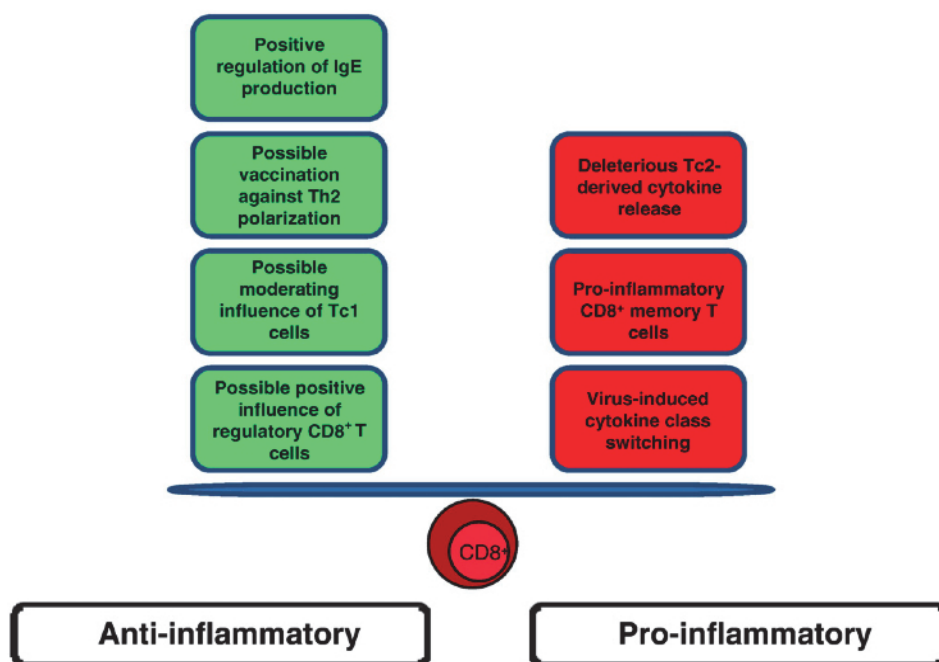 Positive
regulation of IgE
production
Possible
vaccination
against Th2
polarization
Possible
moderating
influence of Tc1
cells
Possible positive
influence of
regulatory CD8⁺ T
cells
Deleterious Tc2-
derived cytokine
release
Pro-inflammatory
CD8⁺ memory T
cells
Virus-induced
cytokine class
switching
CD8⁺
Anti-inflammatory
Pro-inflammatory